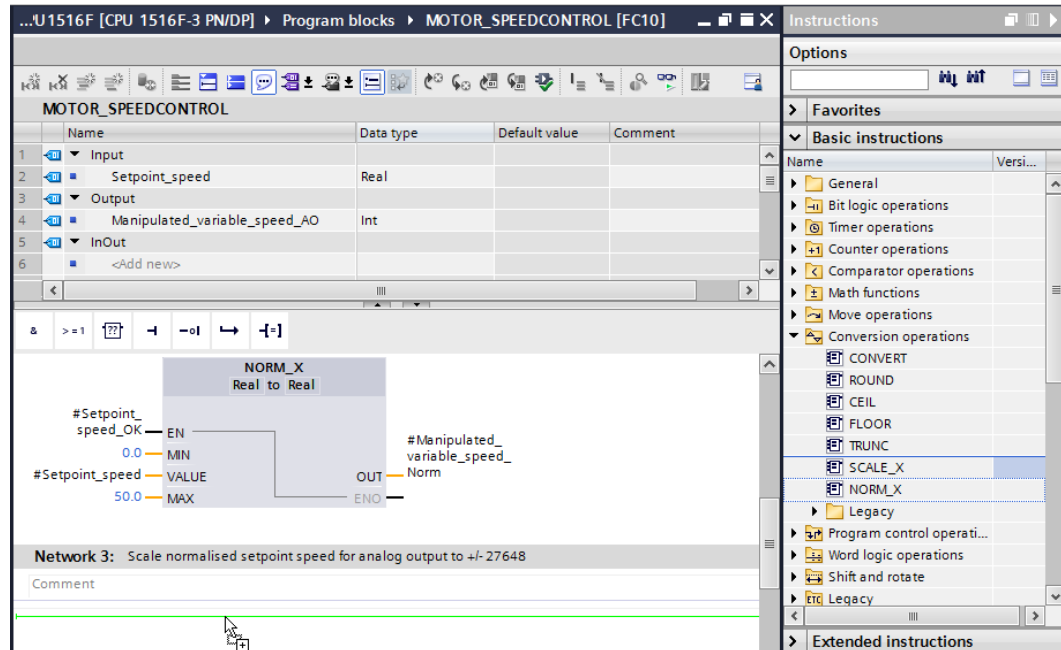 ...'U1516F [CPU 1516F-3 PN/DP] ▸ Program blocks ▸ MOTOR_SPEEDCONTROL [FC10]
MOTOR_SPEEDCONTROL
Name Data type Default value Comment
1 Input
2 Setpoint_speed Real
3 Output
4 Manipulated_variable_speed_AO Int
5 InOut
6 <Add new>
& >=1 ??
NORM_X
Real to Real
#Setpoint_
speed_OK EN
0.0 MIN
#Setpoint_speed VALUE
50.0 MAX
#Manipulated_
variable_speed_
OUT Norm
ENO
Network 3: Scale normalised setpoint speed for analog output to +/- 27648
Comment
Instructions
Options
Favorites
Basic instructions
Name Versi...
General
Bit logic operations
Timer operations
Counter operations
Comparator operations
Math functions
Move operations
Conversion operations
CONVERT
ROUND
CEIL
FLOOR
TRUNC
SCALE_X
NORM_X
Legacy
Program control operati...
Word logic operations
Shift and rotate
ETC Legacy
Extended instructions